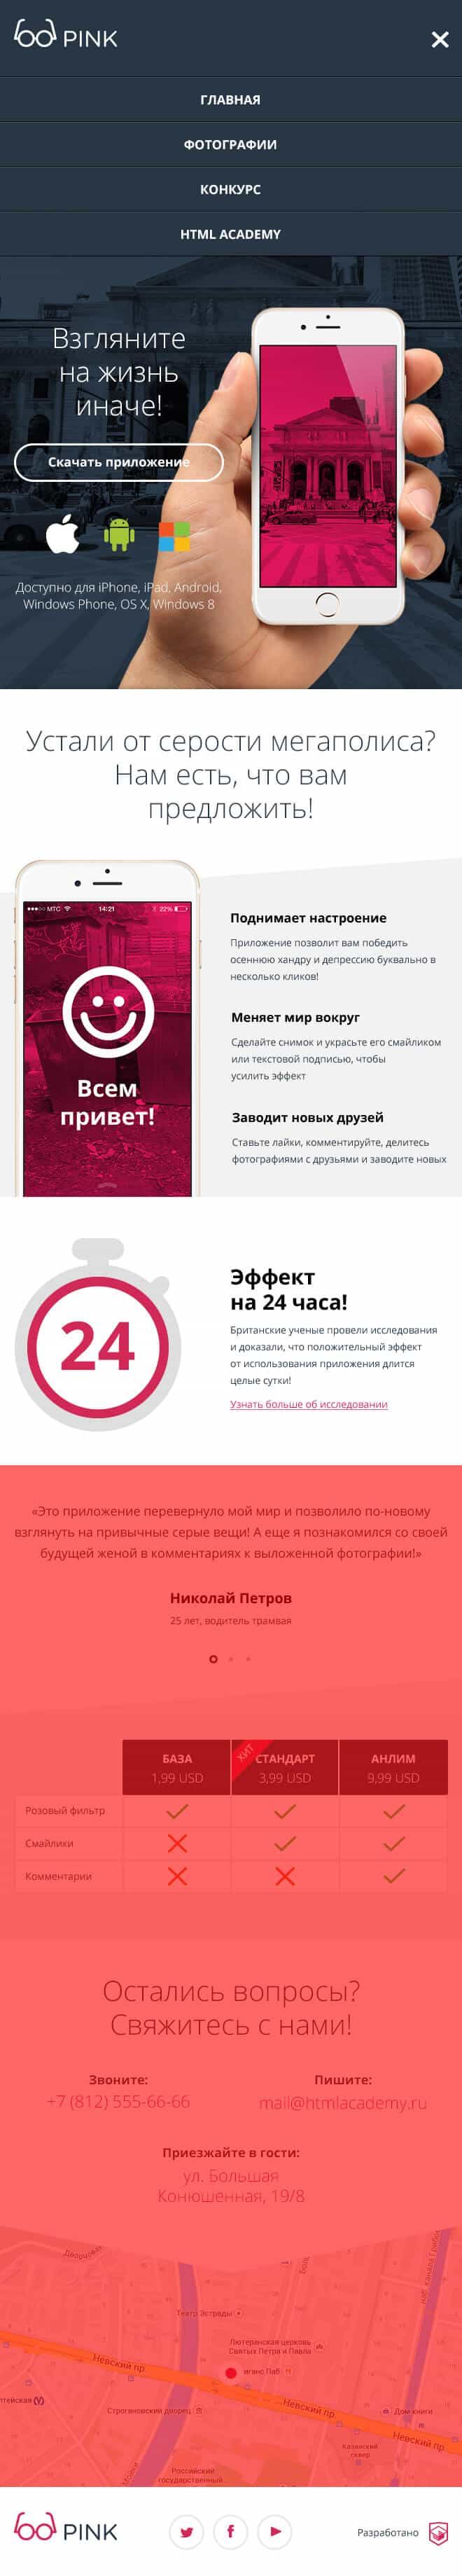 PINK
ГЛАВНАЯ
ФОТОГРАФИИ
КОНКУРС
HTML ACADEMY
Взгляните
на жизнь
иначе!
Скачать приложение
Доступно для iPhone, iPad, Android,
Windows Phone, OS X, Windows 8
Устали от серости мегаполиса?
Нам есть, что вам
предложить!
МТС 14:21 22%
Всем
привет!
Поднимает настроение
Приложение позволит вам победить
осеннюю хандру и депрессию буквально в
несколько кликов!
Меняет мир вокруг
Сделайте снимок и украсьте его смайликом
или текстовой подписью, чтобы
усилить эффект
Заводит новых друзей
Ставьте лайки, комментируйте, делитесь
фотографиями с друзьями и заводите новых
24
Эффект
на 24 часа!
Британские ученые провели исследования
и доказали, что положительный эффект
от использования приложения длится
целые сутки!
Узнать больше об исследовании
«Это приложение перевернуло мой мир и позволило по-новому
взглянуть на привычные серые вещи! А еще я познакомился со своей
будущей женой в комментариях к выложенной фотографии!»
Николай Петров
25 лет, водитель трамвая
БАЗА ХИТ СТАНДАРТ АНЛИМ
1,99 USD 3,99 USD 9,99 USD
Розовый фильтр
Смайлики
Комментарии
Остались вопросы?
Свяжитесь с нами!
Звоните: Пишите:
+7 (812) 555-66-66 mail@htmlacademy.ru
Приезжайте в гости:
ул. Большая
Конюшенная, 19/8
Театр Эстрады
Лютеранская церковь
Святых Петра и Павла
Паб
Невский пр.
Строгановский дворец
Невский пр.
Дом книги
Невский пр.
Казанский
сквер
Российский
государственный
PINK
Разработано